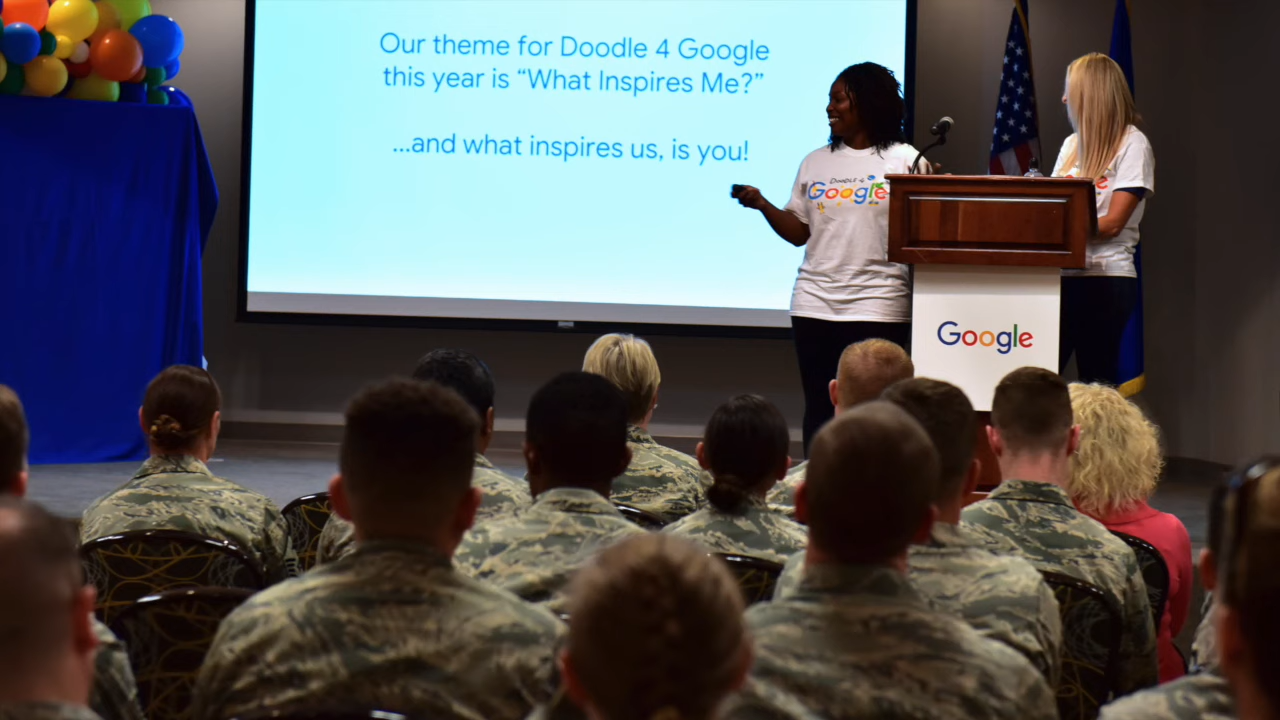 Our theme for Doodle 4 Google
this year is “What Inspires Me?”
...and what inspires us, is you!
Doodle 4
Google
Google